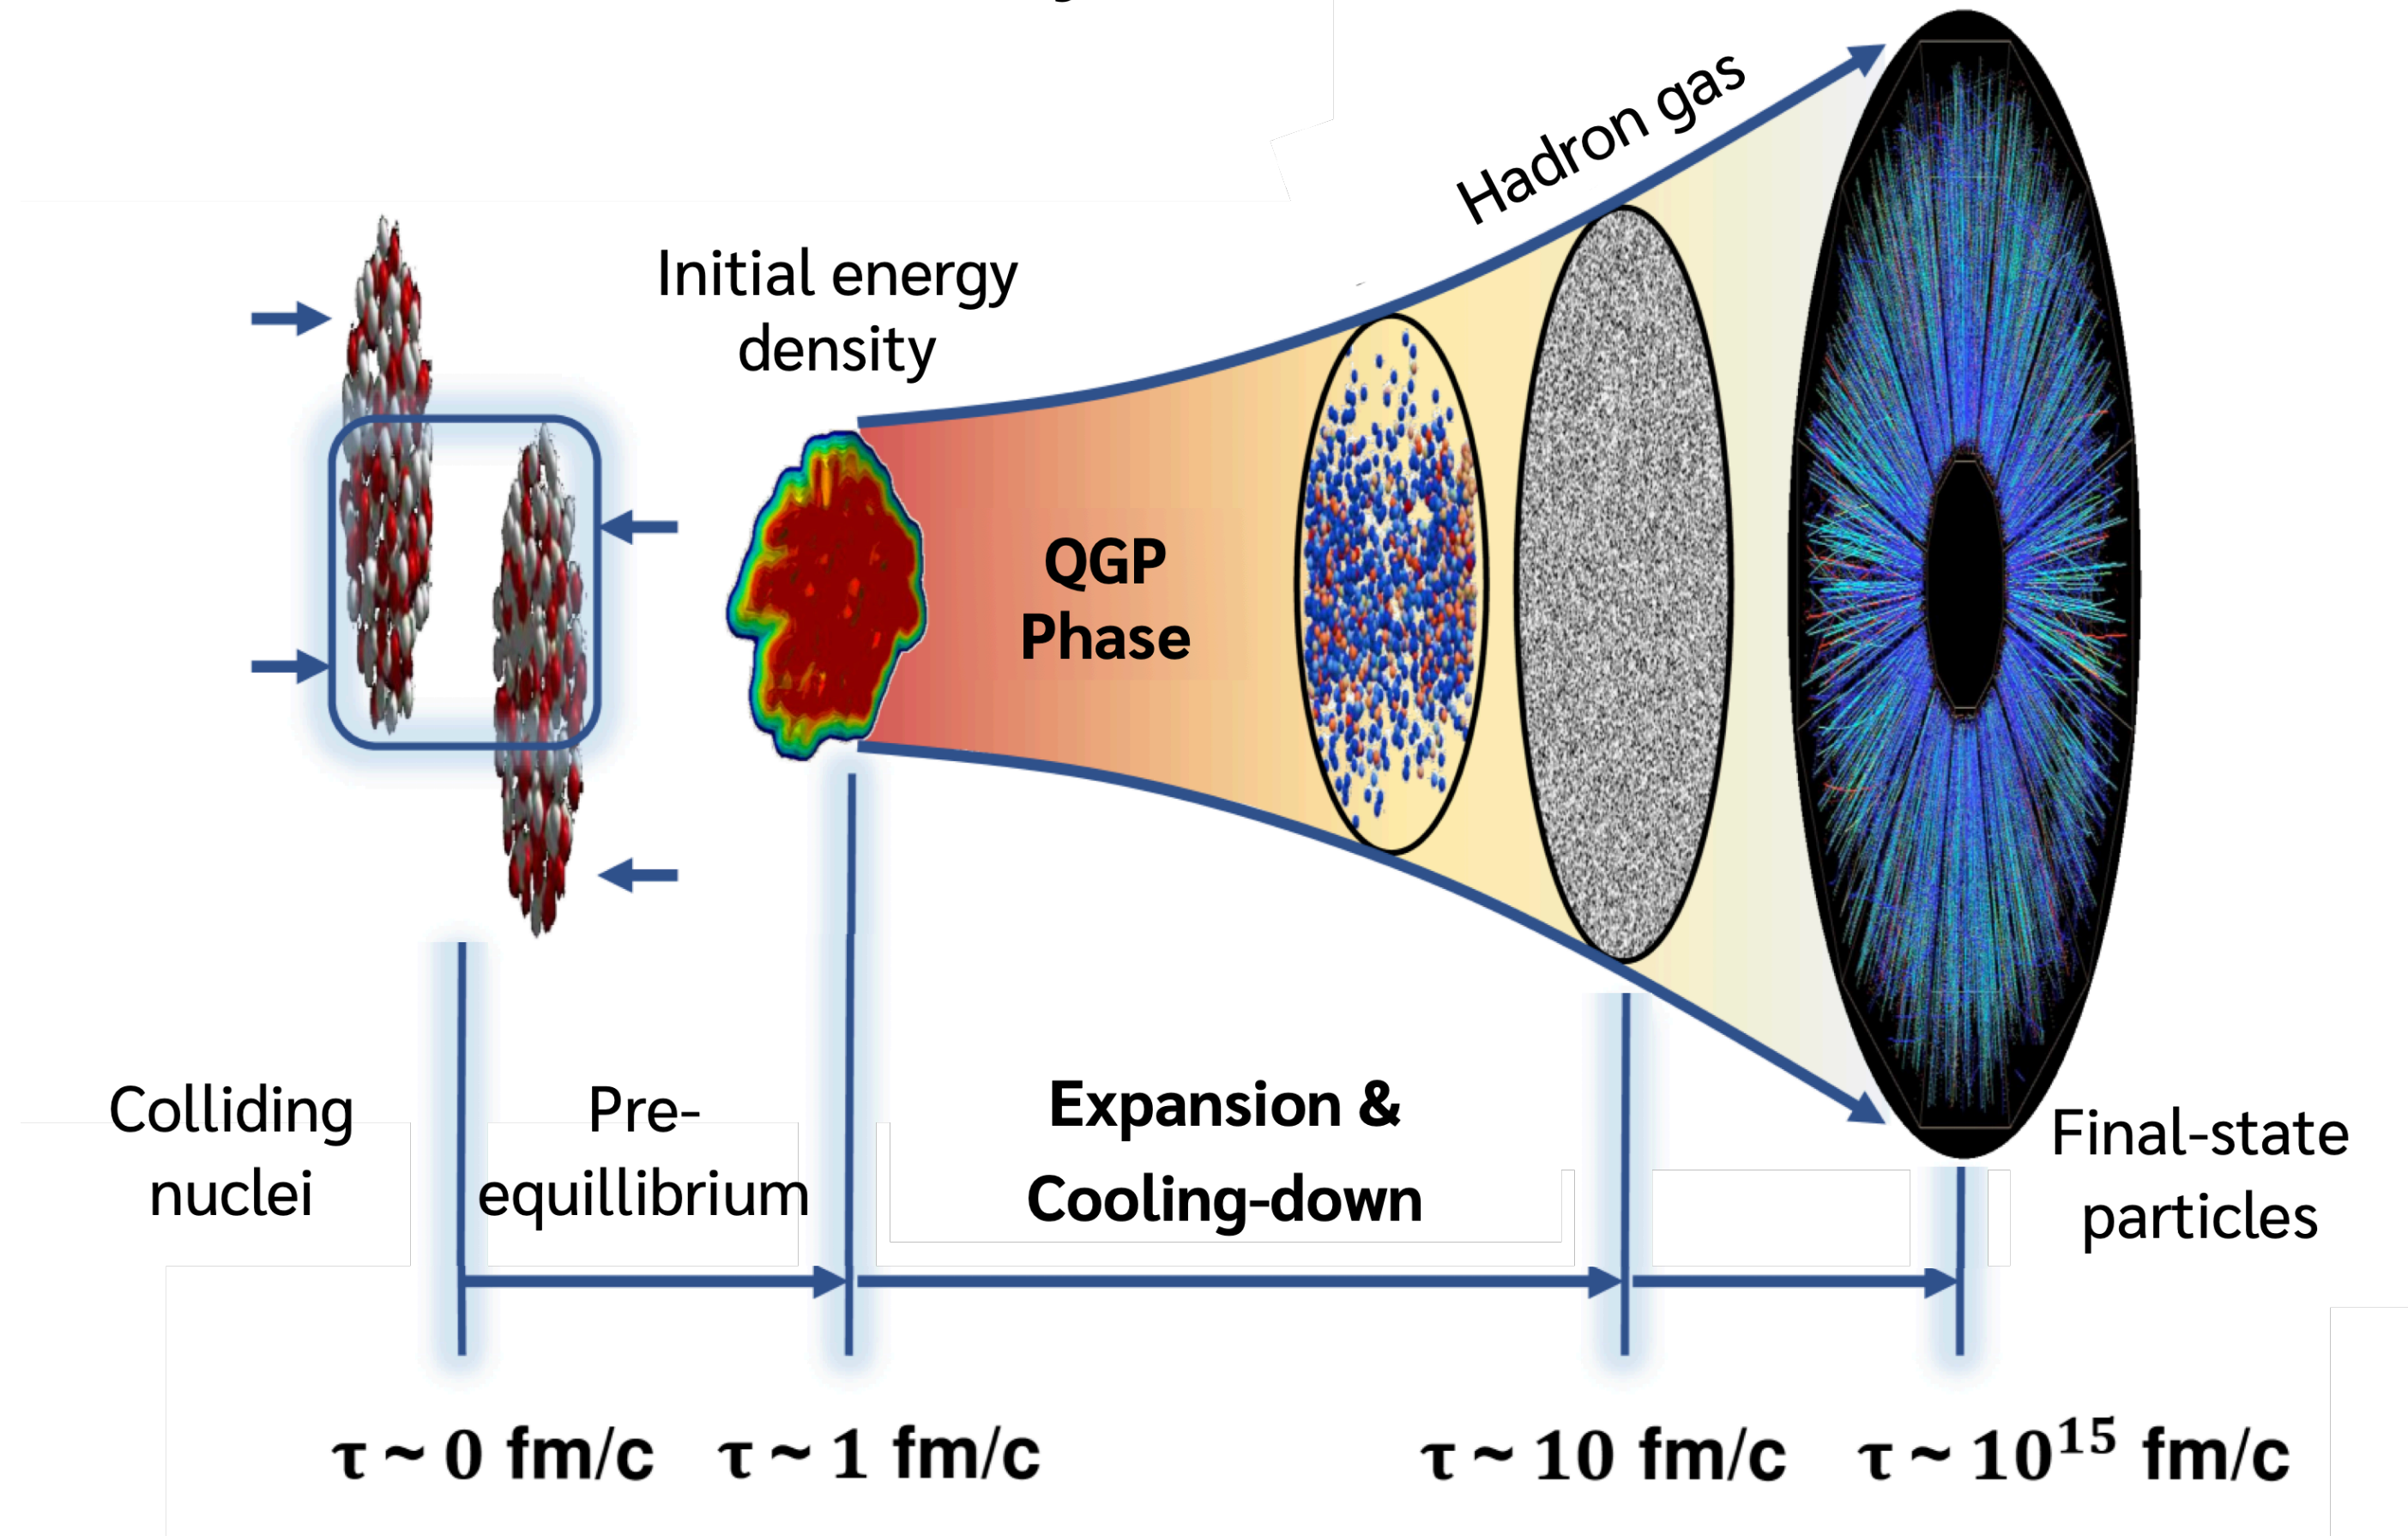 Hadron gas
Initial energy
density
QGP
Phase
Colliding
nuclei
Pre-
equillibrium
Expansion &
Cooling-down
Final-state
particles
τ ~ 0 fm/c
τ ~ 1 fm/c
τ ~ 10 fm/c
τ ~ 10¹⁵ fm/c